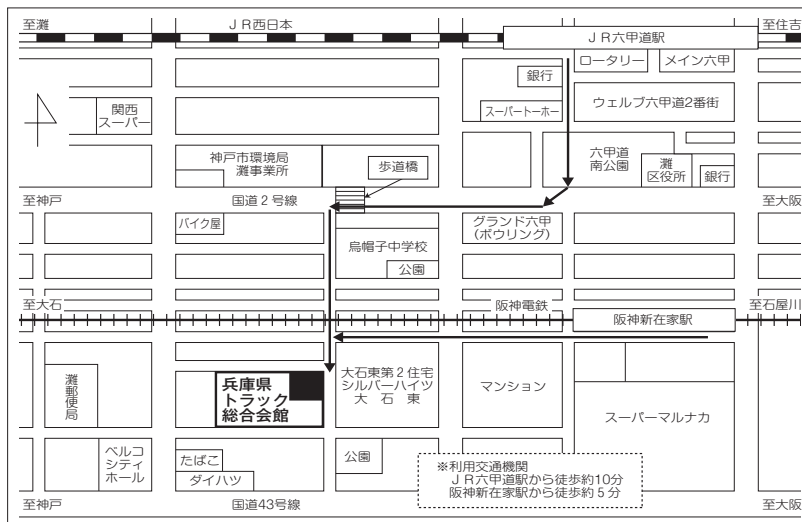 至灘
ＪＲ西日本
至住吉
ＪＲ六甲道駅
ロータリー
メイン六甲
銀行
関西
スーパー
スーパートーホー
ウェルブ六甲道2番街
神戸市環境局
灘事業所
歩道橋
六甲道
南公園
灘
区役所
銀行
至神戸
国道２号線
至大阪
バイク屋
グランド六甲
(ボウリング)
烏帽子中学校
公園
至大石
阪神電鉄
至石屋川
阪神新在家駅
灘郵便局
兵庫県
トラック
総合会館
大石東第２住宅
シルバーハイツ
大石東
マンション
スーパーマルナカ
ベルコ
シティ
ホール
たばこ
ダイハツ
公園
※利用交通機関
ＪＲ六甲道駅から徒歩約10分
阪神新在家駅から徒歩約５分
至神戸
国道43号線
至大阪